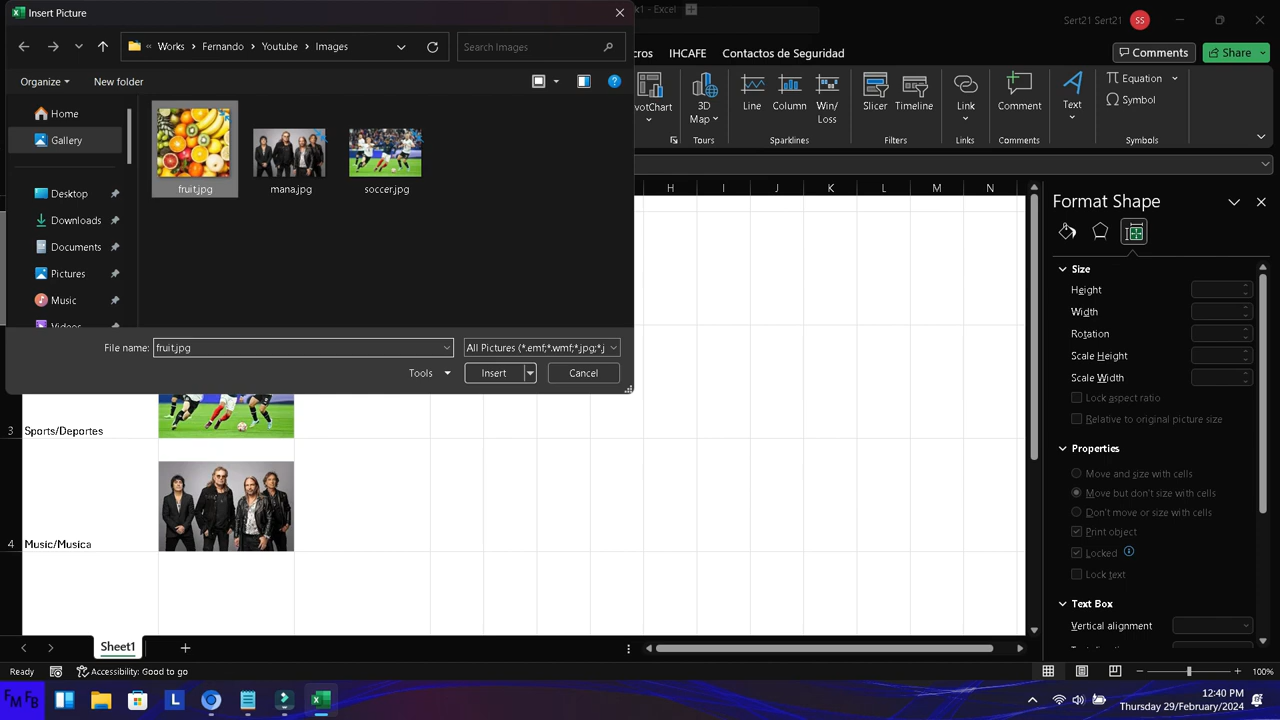 Insert Picture
k1 - Excel
Sert21 Sert21
SS
« Works > Fernando > Youtube > Images
Search Images
cros
IHCAFE
Contactos de Seguridad
Comments
Share
Organize
New folder
votChart
3D Map
Line
Column
Win/Loss
Slicer
Timeline
Link
Comment
Text
Equation
Symbol
Tours
Sparklines
Filters
Links
Comments
Symbols
Home
Gallery
Desktop
Downloads
Documents
Pictures
Music
Videos
fruit.jpg
mana.jpg
soccer.jpg
File name:
fruit.jpg
All Pictures (*.emf;*.wmf;*.jpg;*.j
Tools
Insert
Cancel
H I J K L M N
3 Sports/Deportes
4 Music/Musica
Format Shape
Size
Height
Width
Rotation
Scale Height
Scale Width
Lock aspect ratio
Relative to original picture size
Properties
Move and size with cells
Move but don't size with cells
Don't move or size with cells
Print object
Locked
Lock text
Text Box
Vertical alignment
Sheet1
Ready
Accessibility: Good to go
100%
FMFB
L
12:40 PM
Thursday 29/February/2024